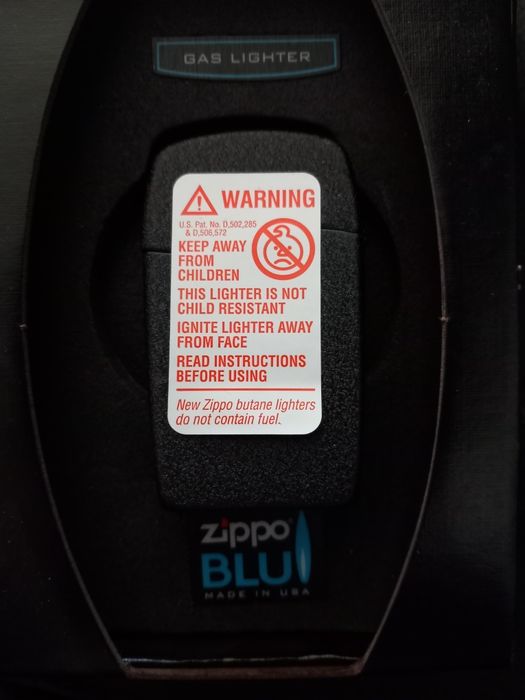 GAS LIGHTER
WARNING
U.S. Pat. No. D,502,285
& D,506,572
KEEP AWAY
FROM
CHILDREN
THIS LIGHTER IS NOT
CHILD RESISTANT
IGNITE LIGHTER AWAY
FROM FACE
READ INSTRUCTIONS
BEFORE USING
New Zippo butane lighters
do not contain fuel.
zippo
BLU
MADE IN USA